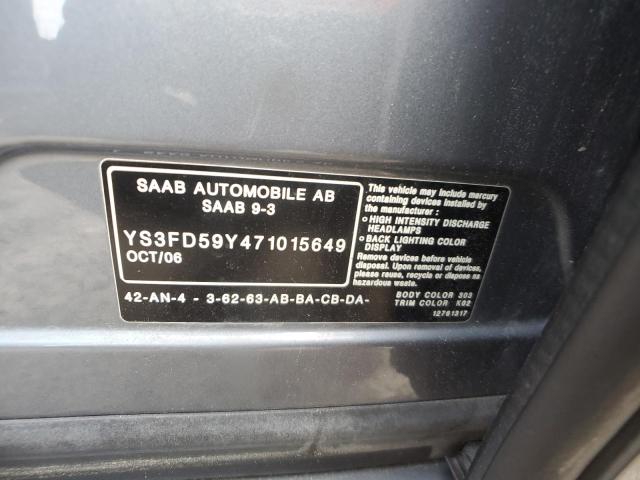 SAAB AUTOMOBILE AB
SAAB 9-3
YS3FD59Y471015649
OCT/06
42-AN-4 - 3-62-63-AB-BA-CB-DA-
This vehicle may include mercury
containing devices installed by
the manufacturer :
HIGH INTENSITY DISCHARGE
HEADLAMPS
BACK LIGHTING COLOR
DISPLAY
Remove devices before vehicle
disposal. Upon removal of devices,
please reuse, recycle or dispose as
hazardous waste.
BODY COLOR 303
TRIM COLOR K02
12761317